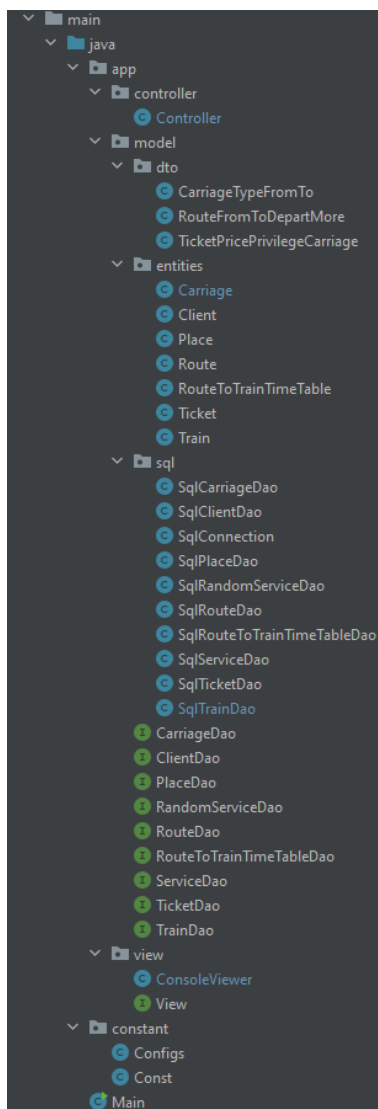 main
java
app
controller
Controller
model
dto
CarriageTypeFromTo
RouteFromToDepartMore
TicketPricePrivilegeCarriage
entities
Carriage
Client
Place
Route
RouteToTrainTimeTable
Ticket
Train
sql
SqlCarriageDao
SqlClientDao
SqlConnection
SqlPlaceDao
SqlRandomServiceDao
SqlRouteDao
SqlRouteToTrainTimeTableDao
SqlServiceDao
SqlTicketDao
SqlTrainDao
CarriageDao
ClientDao
PlaceDao
RandomServiceDao
RouteDao
RouteToTrainTimeTableDao
ServiceDao
TicketDao
TrainDao
view
ConsoleViewer
View
constant
Configs
Const
Main